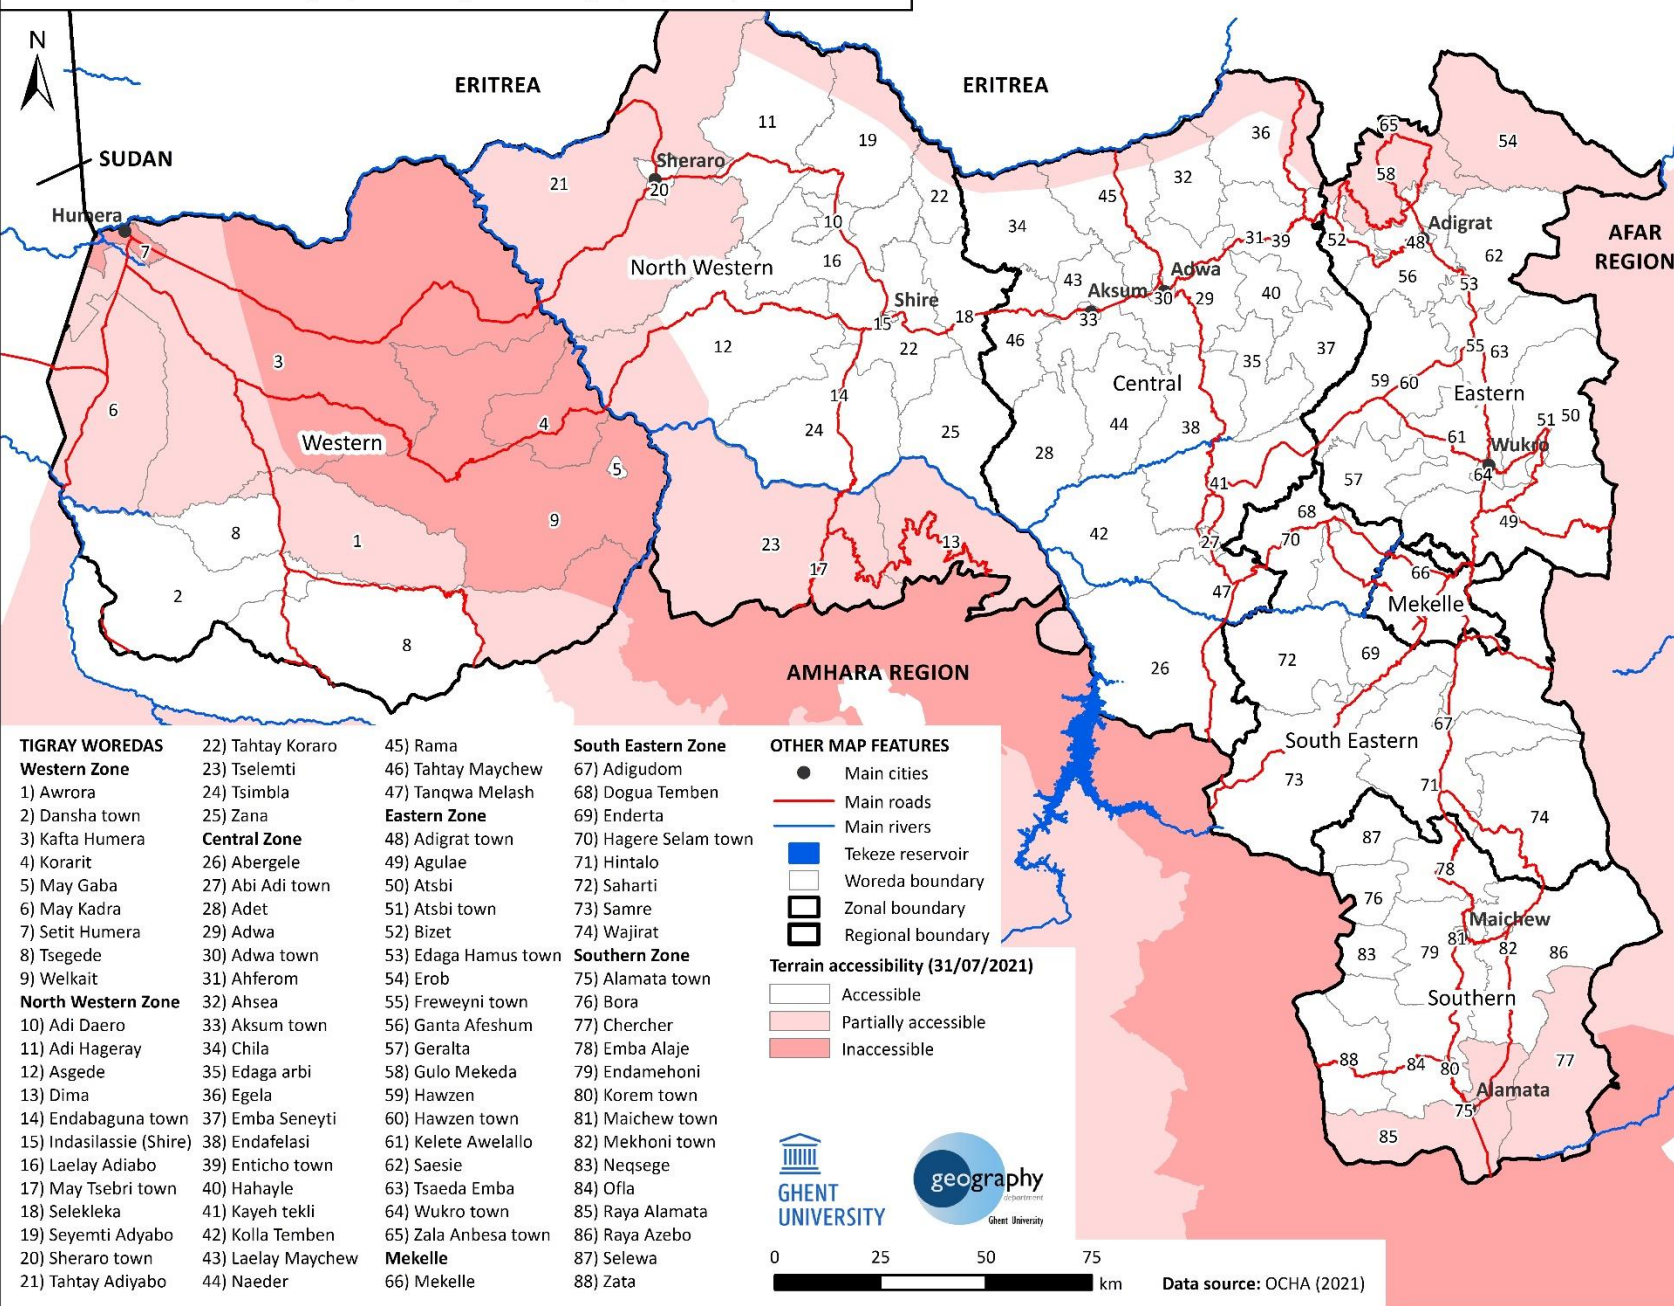 N
ERITREA
ERITREA
SUDAN
AFAR
REGION
AMHARA REGION
Humera
Sheraro
Shire
Aksum
Adwa
Adigrat
Wukro
Maichew
Alamata
Western
North Western
Central
Eastern
Mekelle
South Eastern
Southern
11
19
36
65
54
58
21
20
45
32
22
34
10
31
39
52
48
62
7
16
43
56
53
30
29
40
15
18
33
3
12
22
46
35
37
55
63
14
59
60
6
4
24
25
44
38
51
50
61
5
28
57
64
41
9
68
49
8
1
23
13
42
27
70
17
66
2
47
8
26
72
69
67
73
71
74
87
78
76
81
83
79
82
86
88
84
80
77
75
85
TIGRAY WOREDAS
Western Zone
1) Awrora
2) Dansha town
3) Kafta Humera
4) Korarit
5) May Gaba
6) May Kadra
7) Setit Humera
8) Tsegede
9) Welkait
North Western Zone
10) Adi Daero
11) Adi Hageray
12) Asgede
13) Dima
14) Endabaguna town
15) Indasilassie (Shire)
16) Laelay Adiabo
17) May Tsebri town
18) Selekleka
19) Seyemti Adyabo
20) Sheraro town
21) Tahtay Adiyabo
22) Tahtay Koraro
23) Tselemti
24) Tsimbla
25) Zana
Central Zone
26) Abergele
27) Abi Adi town
28) Adet
29) Adwa
30) Adwa town
31) Ahferom
32) Ahsea
33) Aksum town
34) Chila
35) Edaga arbi
36) Egela
37) Emba Seneyti
38) Endafelasi
39) Enticho town
40) Hahayle
41) Kayeh tekli
42) Kolla Temben
43) Laelay Maychew
44) Naeder
45) Rama
46) Tahtay Maychew
47) Tanqwa Melash
Eastern Zone
48) Adigrat town
49) Agulae
50) Atsbi
51) Atsbi town
52) Bizet
53) Edaga Hamus town
54) Erob
55) Freweyni town
56) Ganta Afeshum
57) Geralta
58) Gulo Mekeda
59) Hawzen
60) Hawzen town
61) Kelete Awelallo
62) Saesie
63) Tsaeda Emba
64) Wukro town
65) Zala Anbesa town
Mekelle
66) Mekelle
South Eastern Zone
67) Adigudom
68) Dogua Temben
69) Enderta
70) Hagere Selam town
71) Hintalo
72) Saharti
73) Samre
74) Wajirat
Southern Zone
75) Alamata town
76) Bora
77) Chercher
78) Emba Alaje
79) Endamehoni
80) Korem town
81) Maichew town
82) Mekhoni town
83) Neqsege
84) Ofla
85) Raya Alamata
86) Raya Azebo
87) Selewa
88) Zata
OTHER MAP FEATURES
Main cities
Main roads
Main rivers
Tekeze reservoir
Woreda boundary
Zonal boundary
Regional boundary
Terrain accessibility (31/07/2021)
Accessible
Partially accessible
Inaccessible
GHENT
UNIVERSITY
geography
department
Ghent University
0 25 50 75
km
Data source: OCHA (2021)